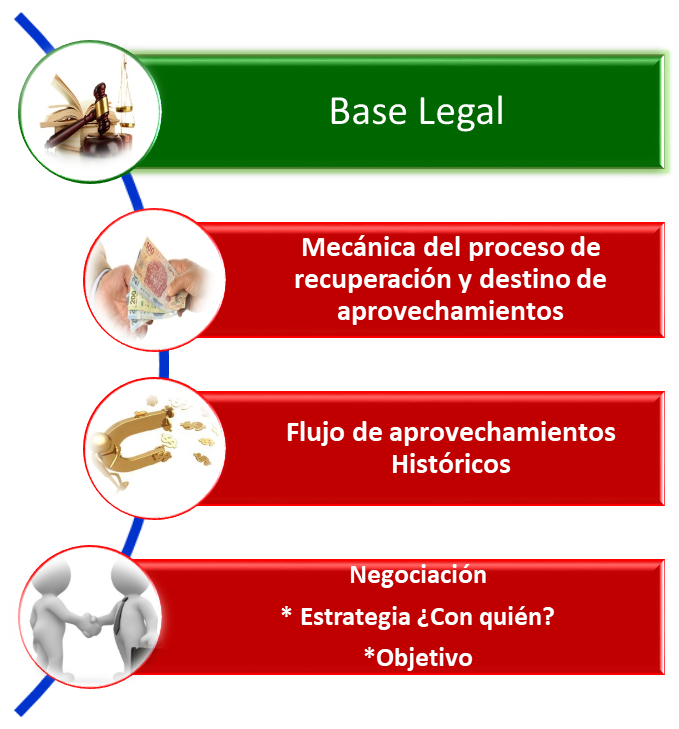 Base Legal
Mecánica del proceso de
recuperación y destino de
aprovechamientos
Flujo de aprovechamientos
Históricos
Negociación
* Estrategia ¿Con quién?
*Objetivo